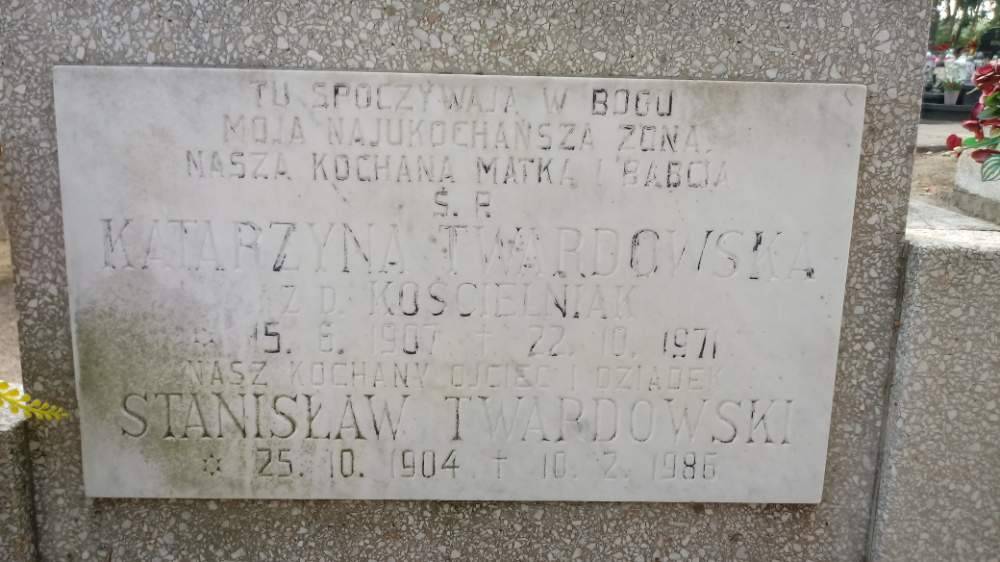 TU SPOCZYWAJĄ W BOGU
MOJA NAJUKOCHAŃSZA ŻONA,
NASZA KOCHANA MATKA I BABCIA
Ś. P.
KATARZYNA TWARDOWSKA
Z D. KOŚCIELNIAK
* 15. 6. 1907 † 22. 10. 1971
NASZ KOCHANY OJCIEC I DZIADEK
STANISŁAW TWARDOWSKI
* 25. 10. 1904 † 10. 2. 1986